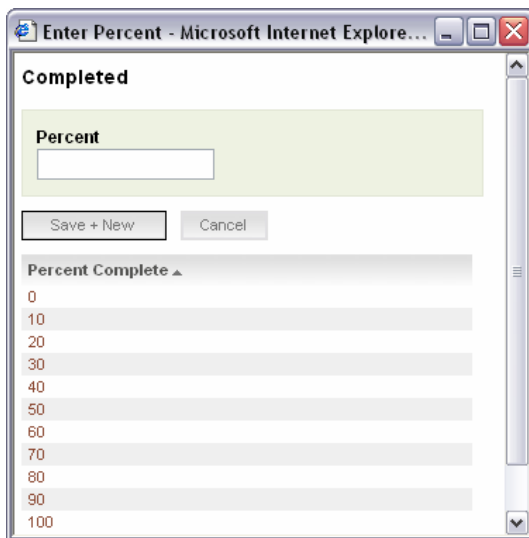 Enter Percent - Microsoft Internet Explore...
Completed
Percent
Save + New Cancel
Percent Complete
0
10
20
30
40
50
60
70
80
90
100